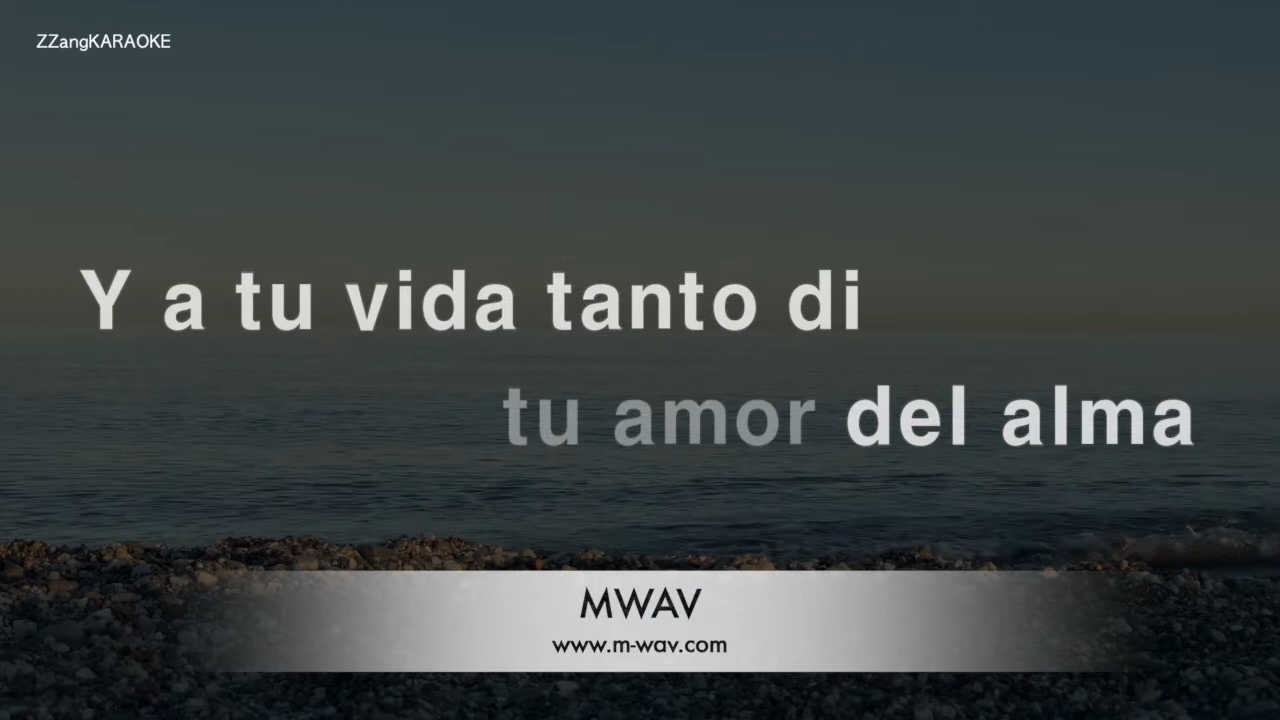 ZZangKARAOKE
Y a tu vida tanto di
tu amor del alma
MWAV
www.m-wav.com